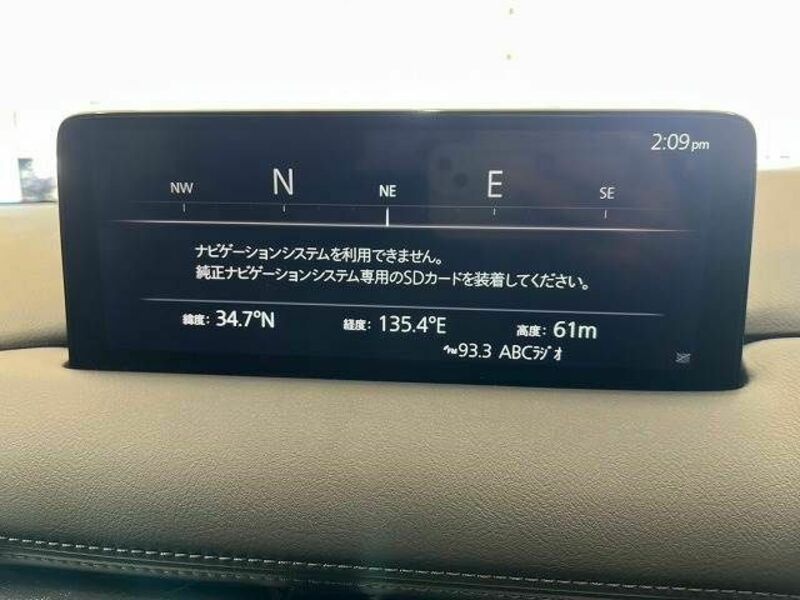 2:09pm
NW N NE E SE
ナビゲーションシステムを利用できません。
純正ナビゲーションシステム専用のSDカードを装着してください。
緯度: 34.7°N 経度: 135.4°E 高度: 61m
FM93.3 ABCラジオ